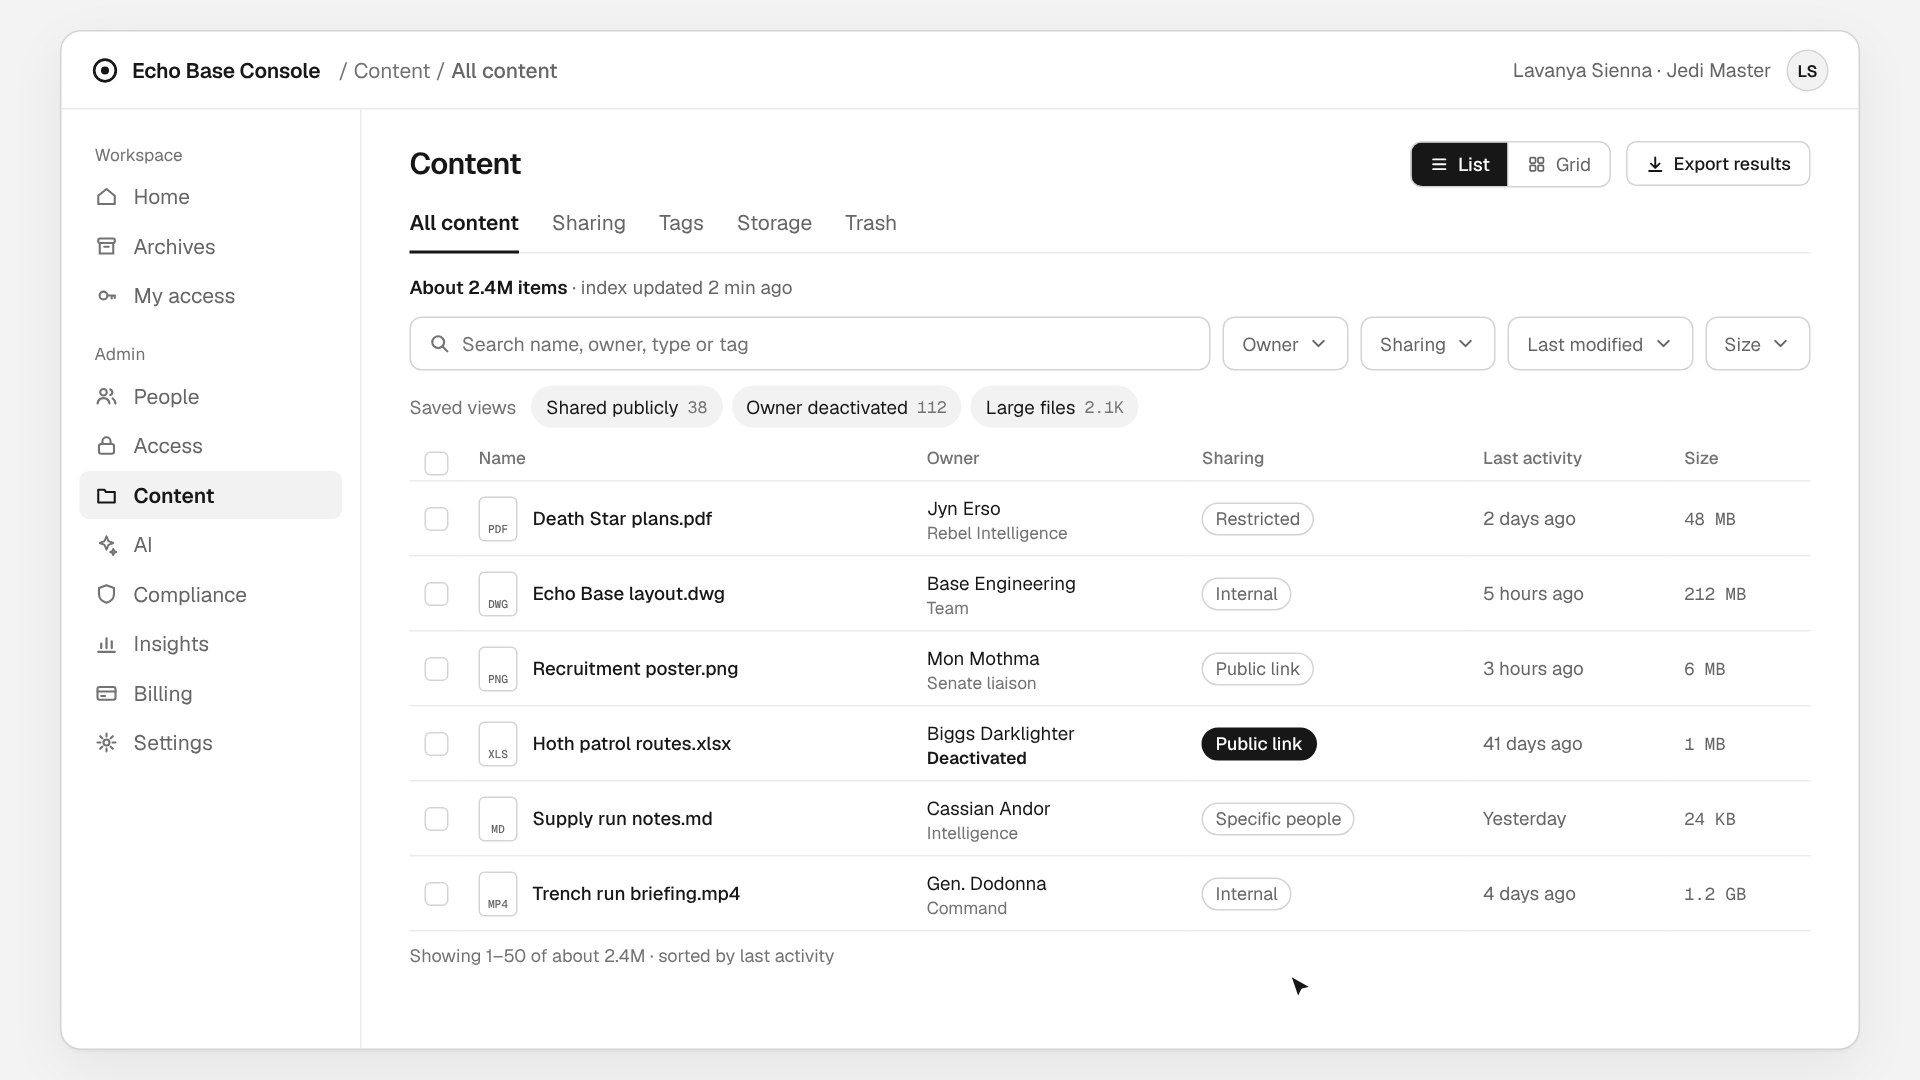 Echo Base Console / Content / All content
Lavanya Sienna · Jedi Master LS
Workspace
Home
Archives
My access
Admin
People
Access
Content
AI
Compliance
Insights
Billing
Settings
Content
List Grid Export results
All content Sharing Tags Storage Trash
About 2.4M items · index updated 2 min ago
Search name, owner, type or tag Owner Sharing Last modified Size
Saved views Shared publicly 38 Owner deactivated 112 Large files 2.1K
Name Owner Sharing Last activity Size
PDF Death Star plans.pdf Jyn Erso Restricted 2 days ago 48 MB
Rebel Intelligence
DWG Echo Base layout.dwg Base Engineering Internal 5 hours ago 212 MB
Team
PNG Recruitment poster.png Mon Mothma Public link 3 hours ago 6 MB
Senate liaison
XLS Hoth patrol routes.xlsx Biggs Darklighter Public link 41 days ago 1 MB
Deactivated
MD Supply run notes.md Cassian Andor Specific people Yesterday 24 KB
Intelligence
MP4 Trench run briefing.mp4 Gen. Dodonna Internal 4 days ago 1.2 GB
Command
Showing 1–50 of about 2.4M · sorted by last activity